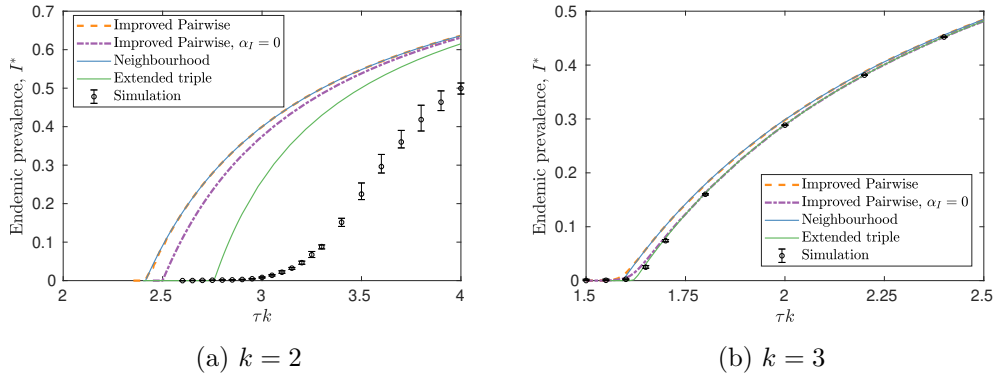 Improved Pairwise
Improved Pairwise, α_I = 0
Neighbourhood
Extended triple
Simulation
Endemic prevalence, I*
0.7
0.6
0.5
0.4
0.3
0.2
0.1
0
2 2.5 3 3.5 4
τk
(a) k = 2
Endemic prevalence, I*
0.5
0.4
0.3
0.2
0.1
0
Improved Pairwise
Improved Pairwise, α_I = 0
Neighbourhood
Extended triple
Simulation
1.5 1.75 2 2.25 2.5
τk
(b) k = 3